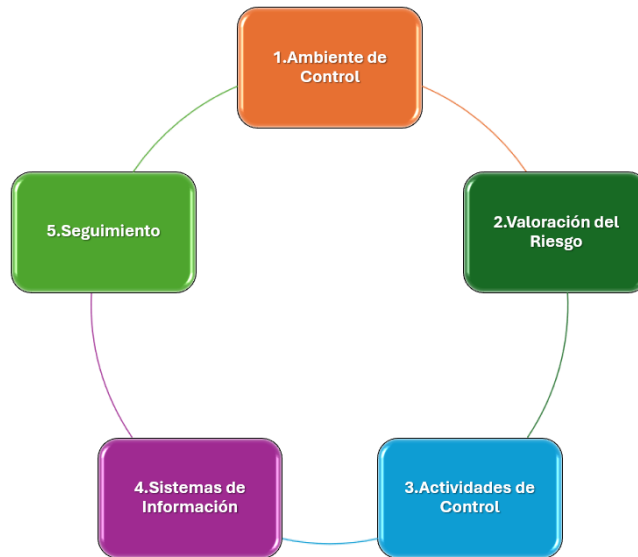 1.Ambiente de
Control
2.Valoración del
Riesgo
3.Actividades de
Control
4.Sistemas de
Información
5.Seguimiento